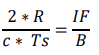 2 * R / c * Ts = IF / B